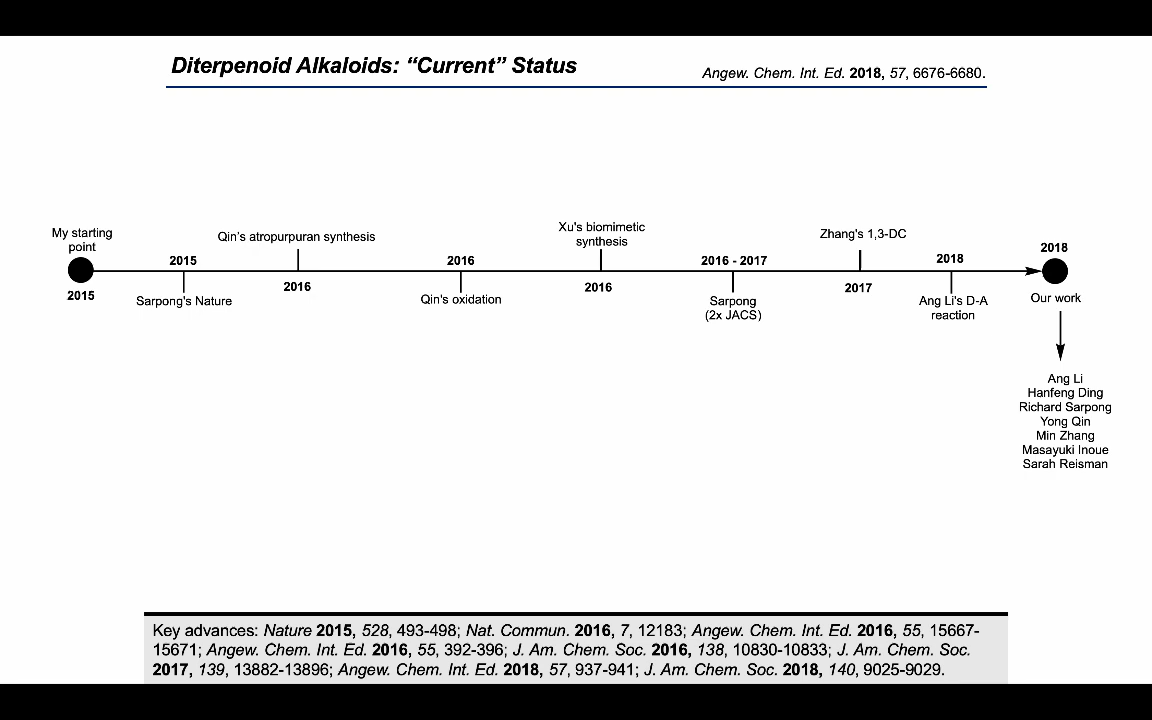 Diterpenoid Alkaloids: “Current” Status
Angew. Chem. Int. Ed. 2018, 57, 6676-6680.
My starting
point
2015
2015
Sarpong's Nature
Qin’s atropurpuran synthesis
2016
2016
Qin's oxidation
Xu's biomimetic
synthesis
2016
2016 - 2017
Sarpong
(2x JACS)
Zhang's 1,3-DC
2017
2018
Ang Li's D-A
reaction
2018
Our work
Ang Li
Hanfeng Ding
Richard Sarpong
Yong Qin
Min Zhang
Masayuki Inoue
Sarah Reisman
Key advances: Nature 2015, 528, 493-498; Nat. Commun. 2016, 7, 12183; Angew. Chem. Int. Ed. 2016, 55, 15667-
15671; Angew. Chem. Int. Ed. 2016, 55, 392-396; J. Am. Chem. Soc. 2016, 138, 10830-10833; J. Am. Chem. Soc.
2017, 139, 13882-13896; Angew. Chem. Int. Ed. 2018, 57, 937-941; J. Am. Chem. Soc. 2018, 140, 9025-9029.